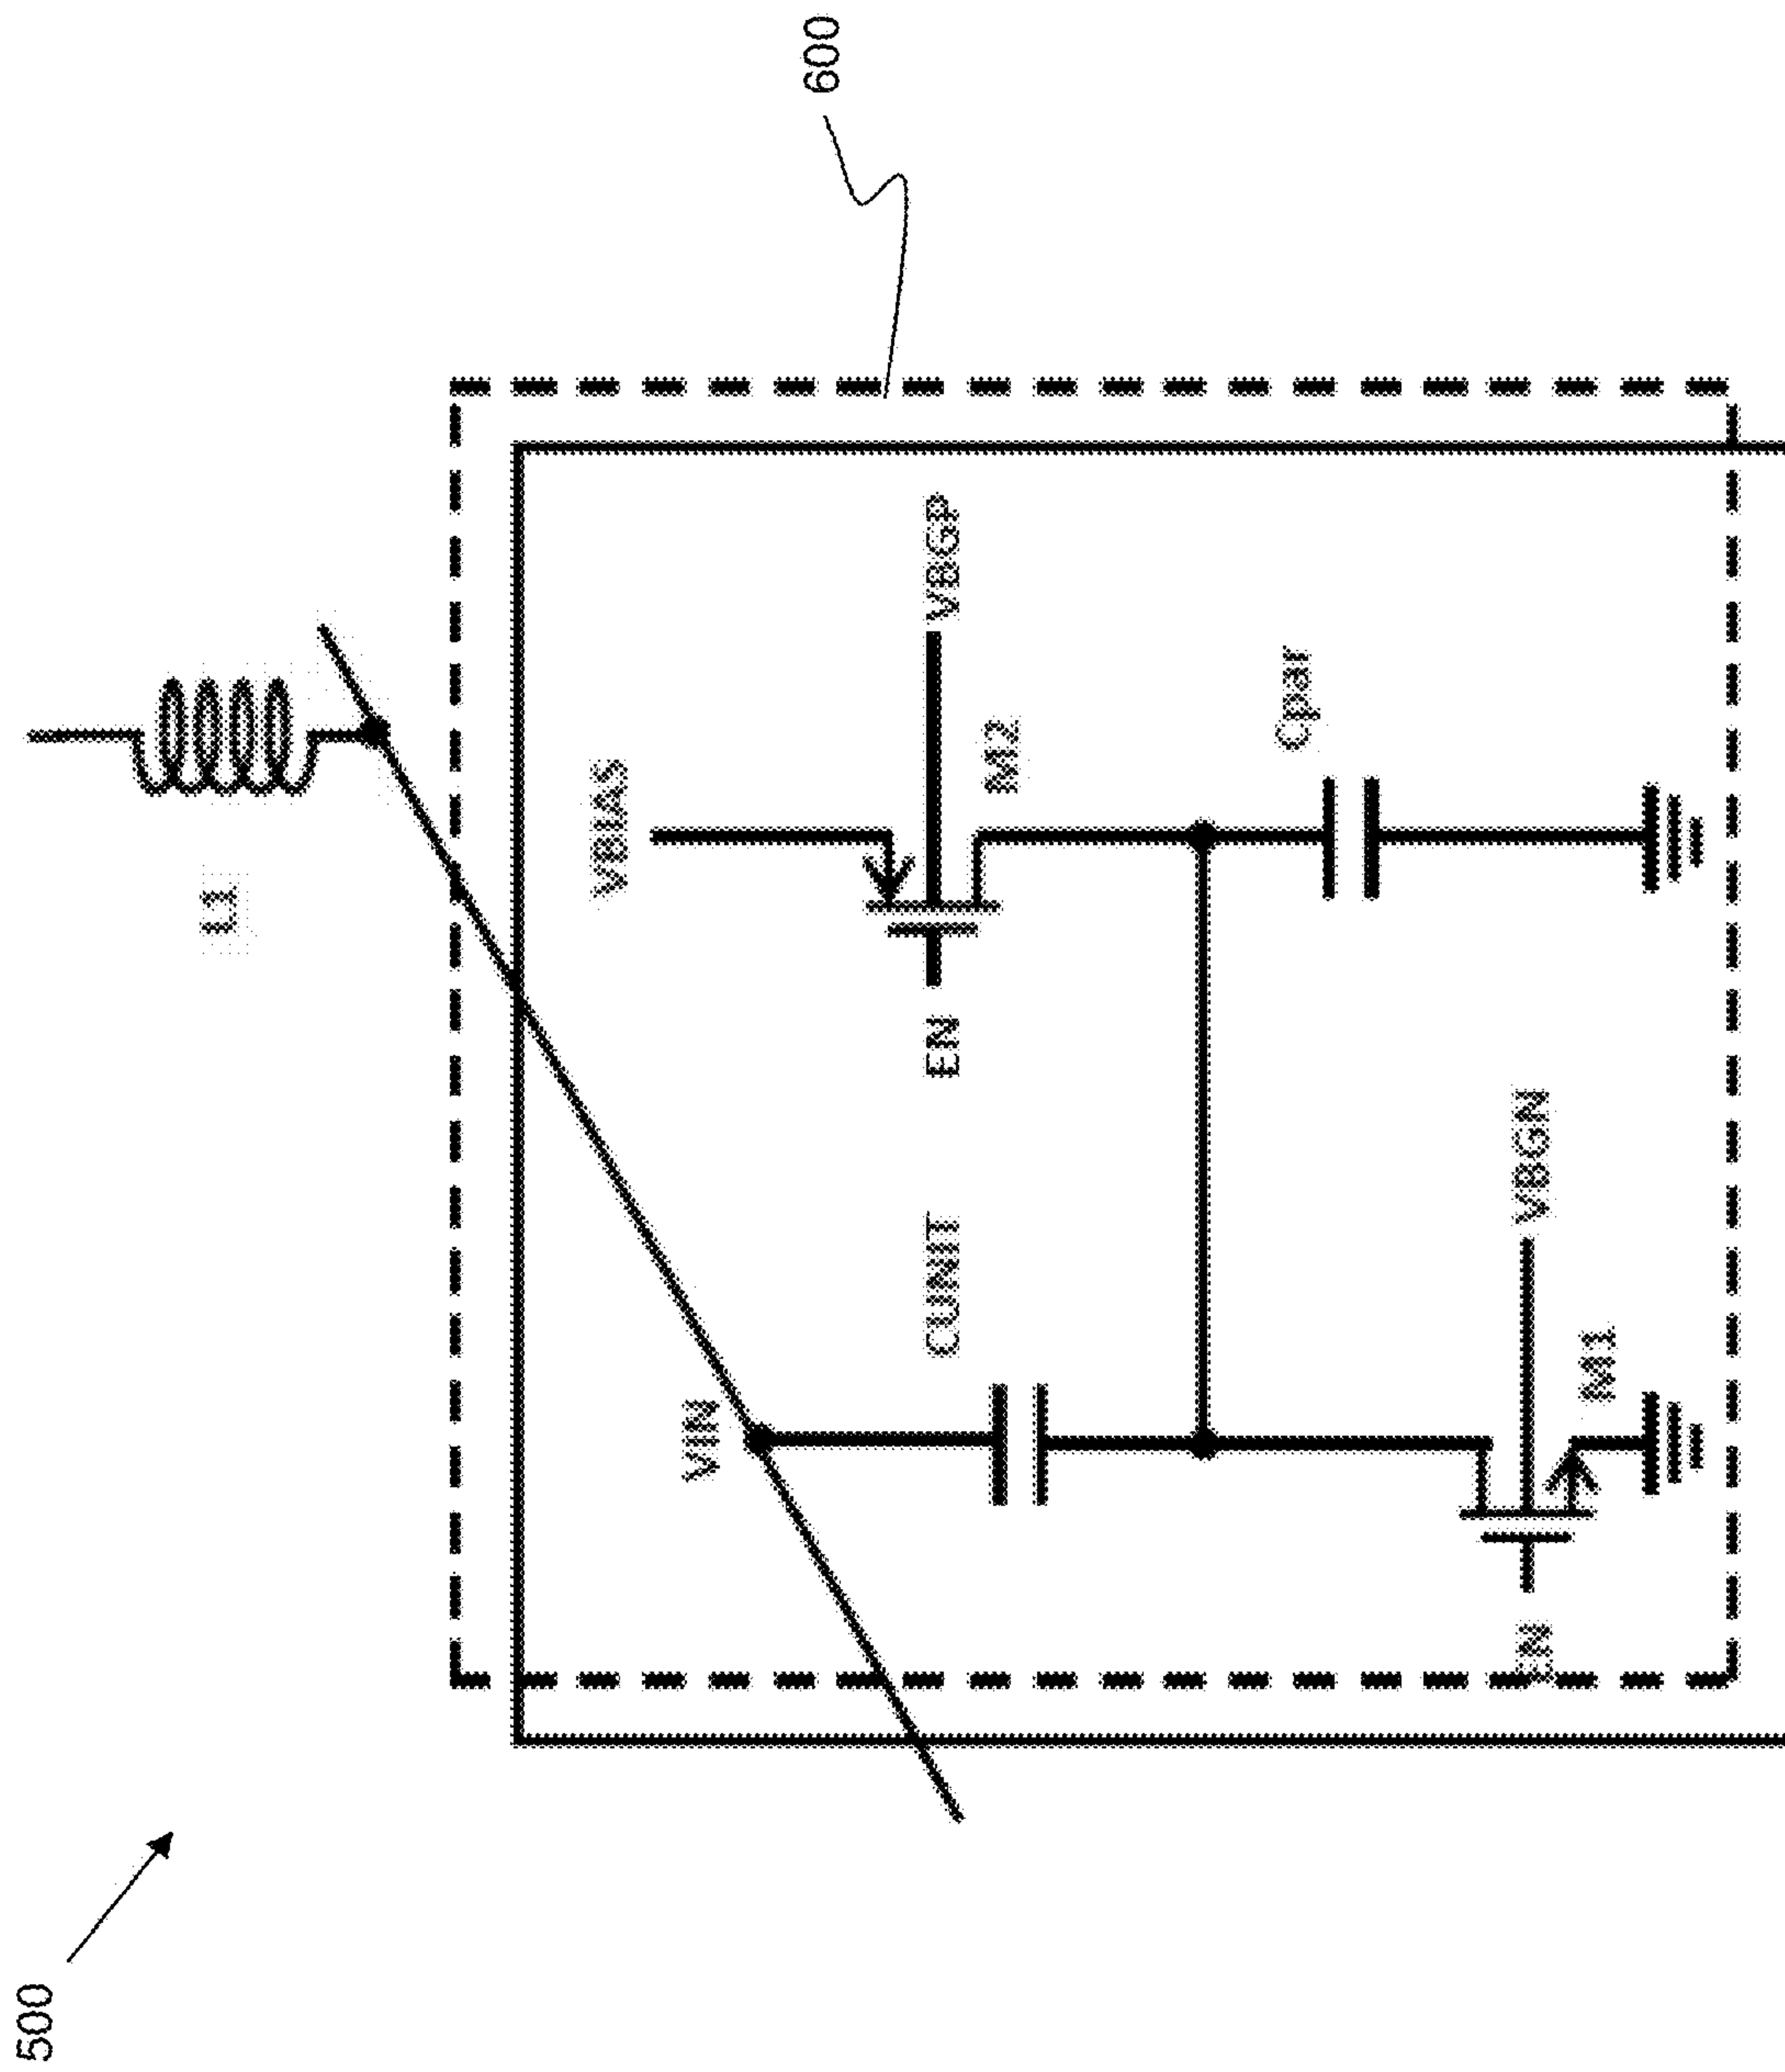 500
600
L1
VBIAS
VBGP
M2
EN
Cpar
VIN
CUNIT
VBGN
M1
EN